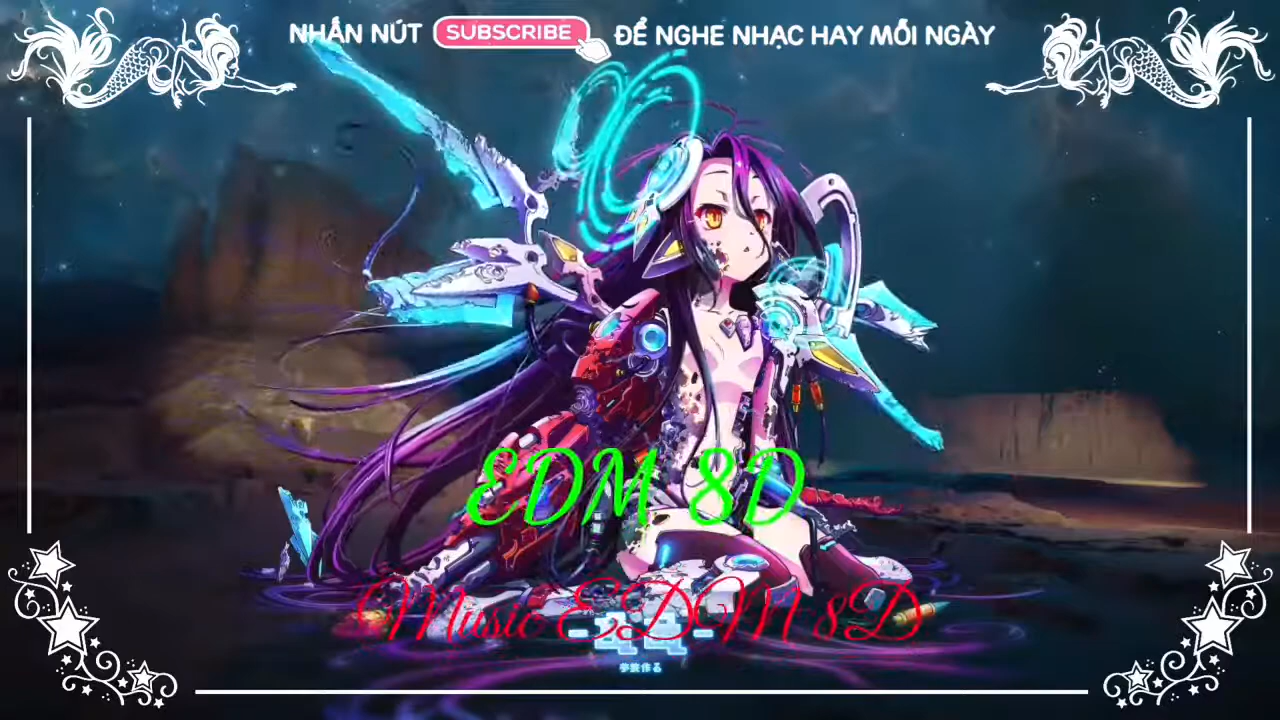 NHẤN NÚT SUBSCRIBE ĐỂ NGHE NHẠC HAY MỖI NGÀY
EDM 8D
Music EDM 8D